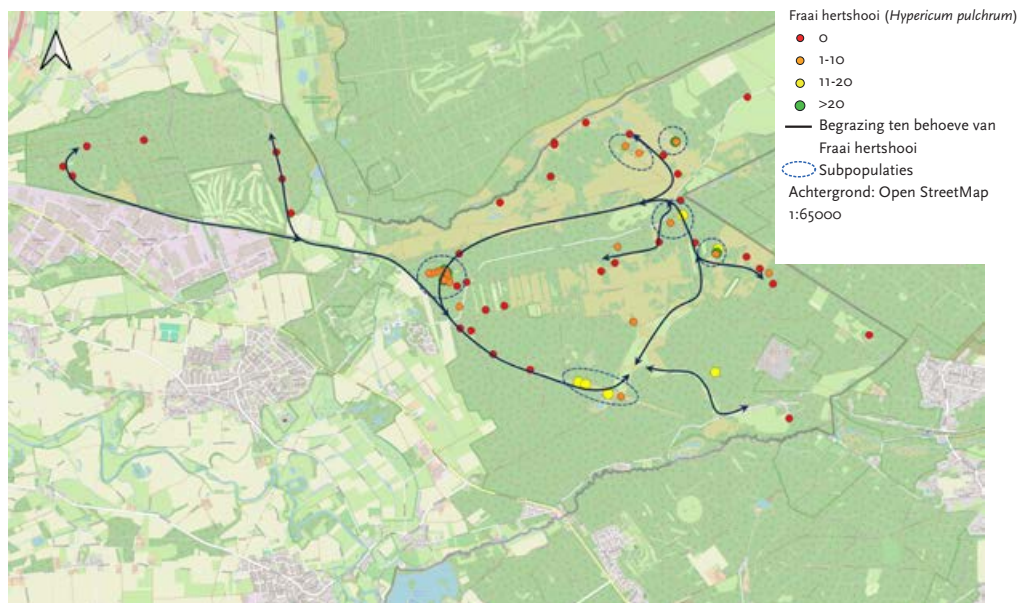 Fraai hertshooi (Hypericum pulchrum)
0
1-10
11-20
>20
Begrazing ten behoeve van
Fraai hertshooi
Subpopulaties
Achtergrond: Open StreetMap
1:65000